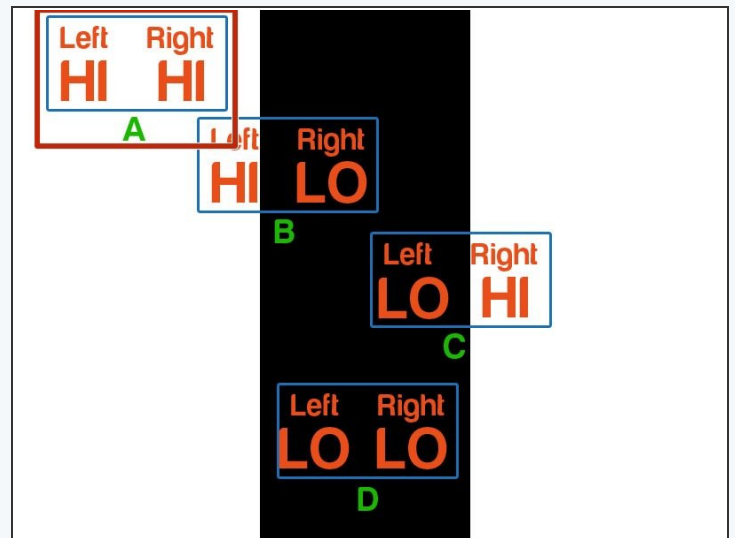 Left Right
HI HI
A
Left Right
HI LO
B
Left Right
LO HI
C
Left Right
LO LO
D